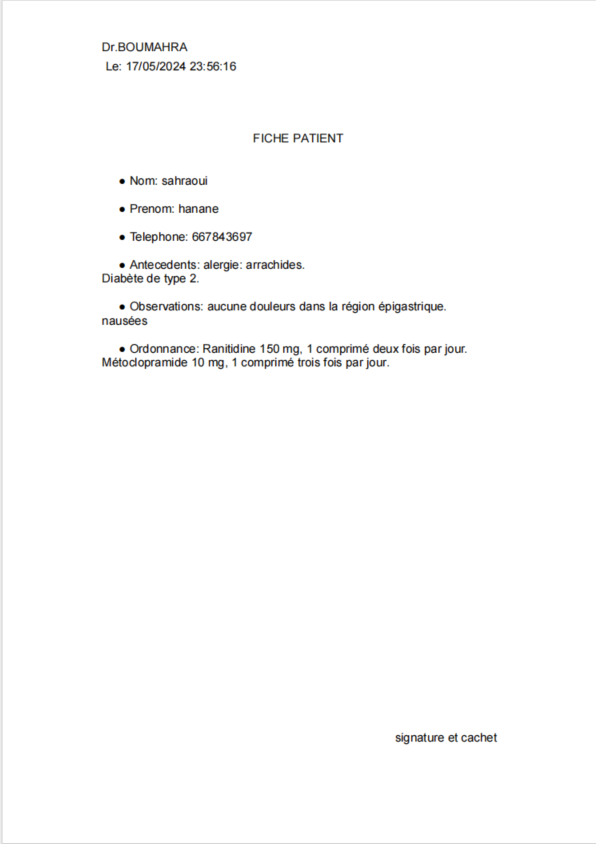 Dr.BOUMAHRA
Le: 17/05/2024 23:56:16
FICHE PATIENT
● Nom: sahraoui
● Prenom: hanane
● Telephone: 667843697
● Antecedents: alergie: arrachides.
Diabète de type 2.
● Observations: aucune douleurs dans la région épigastrique.
nausées
● Ordonnance: Ranitidine 150 mg, 1 comprimé deux fois par jour.
Métoclopramide 10 mg, 1 comprimé trois fois par jour.
signature et cachet